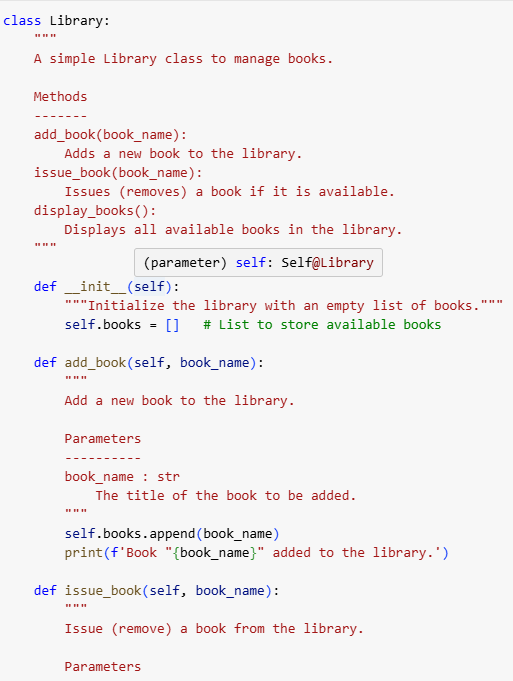 class Library:
    """
    A simple Library class to manage books.

    Methods
    -------
    add_book(book_name):
        Adds a new book to the library.
    issue_book(book_name):
        Issues (removes) a book if it is available.
    display_books():
        Displays all available books in the library.
    """
(parameter) self: Self@Library
    def __init__(self):
        """Initialize the library with an empty list of books."""
        self.books = []   # List to store available books

    def add_book(self, book_name):
        """
        Add a new book to the library.

        Parameters
        ----------
        book_name : str
            The title of the book to be added.
        """
        self.books.append(book_name)
        print(f'Book "{book_name}" added to the library.')

    def issue_book(self, book_name):
        """
        Issue (remove) a book from the library.

        Parameters